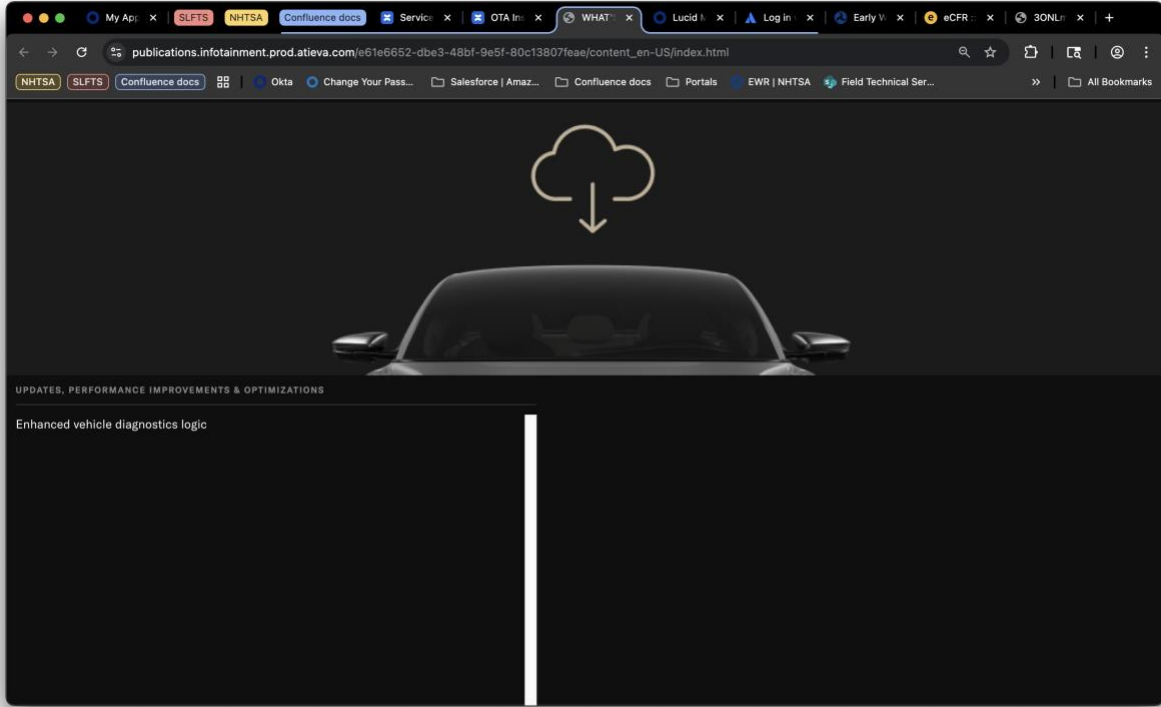 My App
SLFTS
NHTSA
Confluence docs
Service
OTA Ins
WHAT'S
Lucid
Log in
Early W
eCFR ::
3ONLr
publications.infotainment.prod.atieva.com/e61e6652-dbe3-48bf-9e5f-80c13807feae/content_en-US/index.html
NHTSA
SLFTS
Confluence docs
Okta
Change Your Pass...
Salesforce | Amaz...
Confluence docs
Portals
EWR | NHTSA
Field Technical Ser...
All Bookmarks
UPDATES, PERFORMANCE IMPROVEMENTS & OPTIMIZATIONS
Enhanced vehicle diagnostics logic